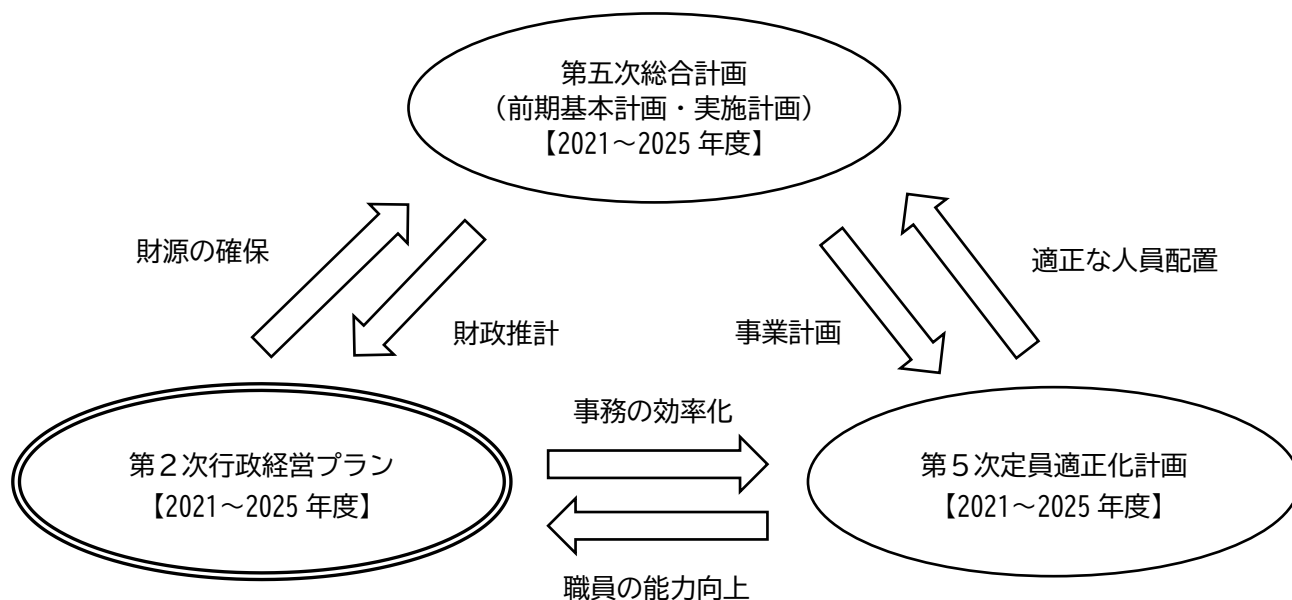 第五次総合計画
（前期基本計画・実施計画）
【2021～2025 年度】
財源の確保
適正な人員配置
財政推計
事業計画
事務の効率化
第２次行政経営プラン
【2021～2025 年度】
第５次定員適正化計画
【2021～2025 年度】
職員の能力向上